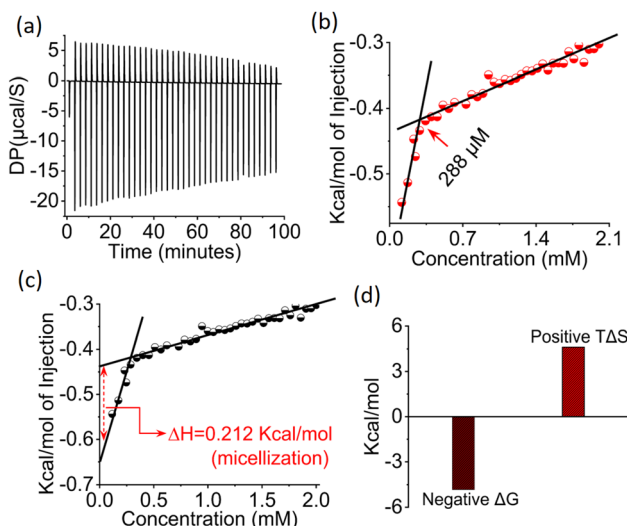 (a)
DP(µcal/S)
5
0
-5
-10
-15
-20
0 20 40 60 80 100
Time (minutes)
(b)
Kcal/mol of Injection
-0.3
-0.4
-0.5
288 µM
0.0 0.7 1.4 2.1
Concentration (mM)
(c)
Kcal/mol of Injection
-0.3
-0.4
-0.5
-0.6
-0.7
ΔH=0.212 Kcal/mol
(micellization)
0.0 0.5 1.0 1.5 2.0
Concentration (mM)
(d)
Kcal/mol
6
3
0
-3
-6
Positive TΔS
Negative ΔG